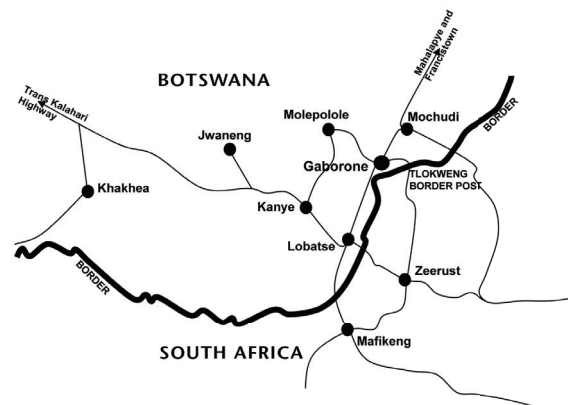 Mahalapye and
Francistown
Trans Kalahari
Highway
BOTSWANA
Molepolole
Mochudi
BORDER
Jwaneng
Gaborone
TLOKWENG
BORDER POST
Khakhea
Kanye
Lobatse
BORDER
Zeerust
SOUTH AFRICA
Mafikeng